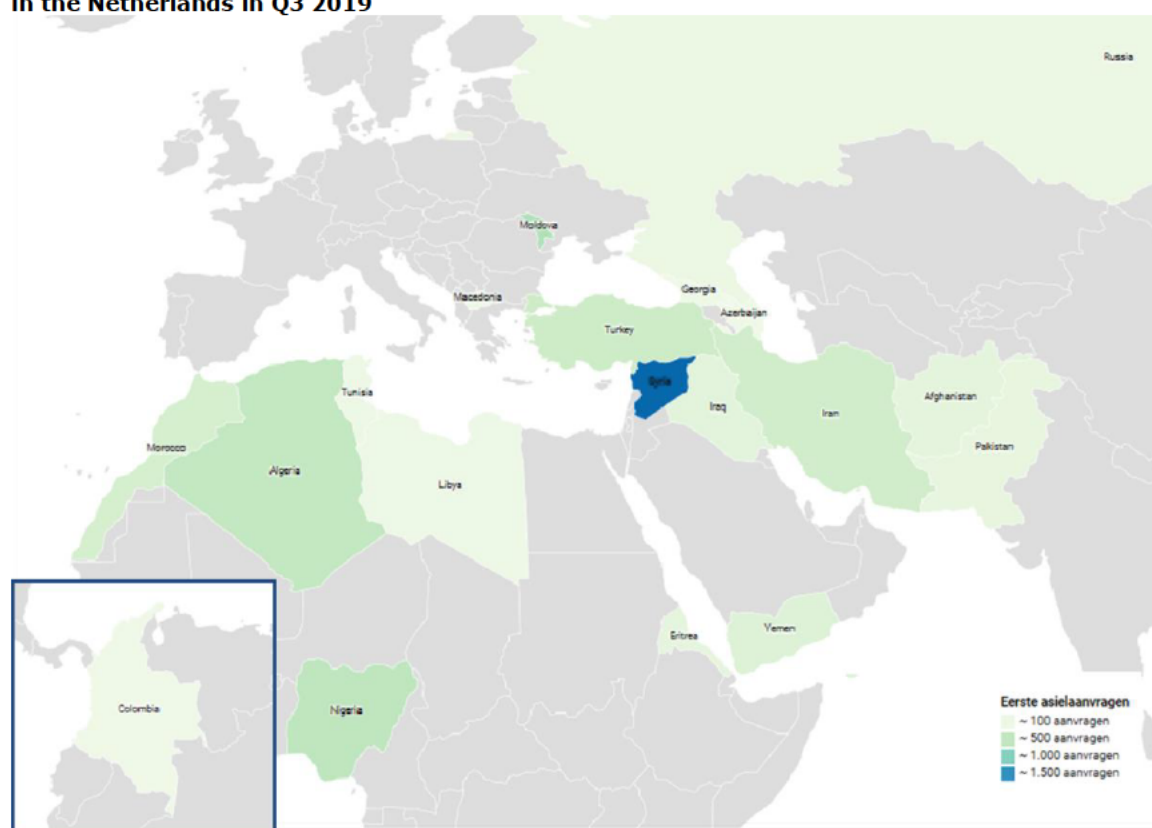 in the Netherlands in Q3 2019
Russia
Moldova
Macedonia
Georgia
Azerbaijan
Turkey
Syria
Tunisia
Iraq
Iran
Afghanistan
Pakistan
Morocco
Algeria
Libya
Eritrea
Yemen
Nigeria
Colombia
Eerste asielaanvragen
~ 100 aanvragen
~ 500 aanvragen
~ 1.000 aanvragen
~ 1.500 aanvragen